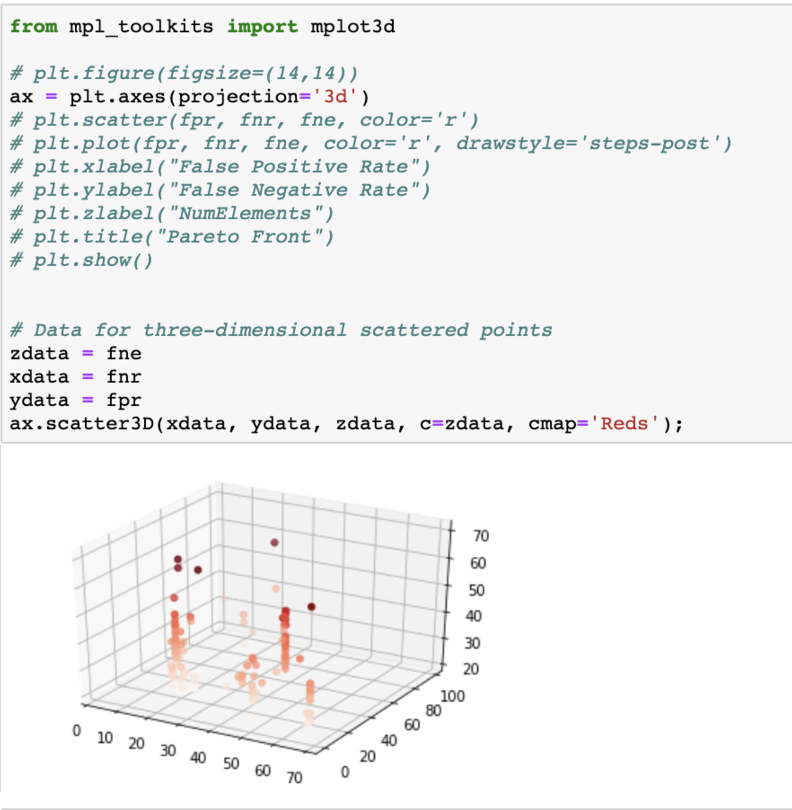 from mpl_toolkits import mplot3d
# plt.figure(figsize=(14,14))
ax = plt.axes(projection='3d')
# plt.scatter(fpr, fnr, fne, color='r')
# plt.plot(fpr, fnr, fne, color='r', drawstyle='steps-post')
# plt.xlabel("False Positive Rate")
# plt.ylabel("False Negative Rate")
# plt.zlabel("NumElements")
# plt.title("Pareto Front")
# plt.show()
# Data for three-dimensional scattered points
zdata = fne
xdata = fnr
ydata = fpr
ax.scatter3D(xdata, ydata, zdata, c=zdata, cmap='Reds');
70
60
50
40
30
20
100
80
60
40
20
0
0 10 20 30 40 50 60 70